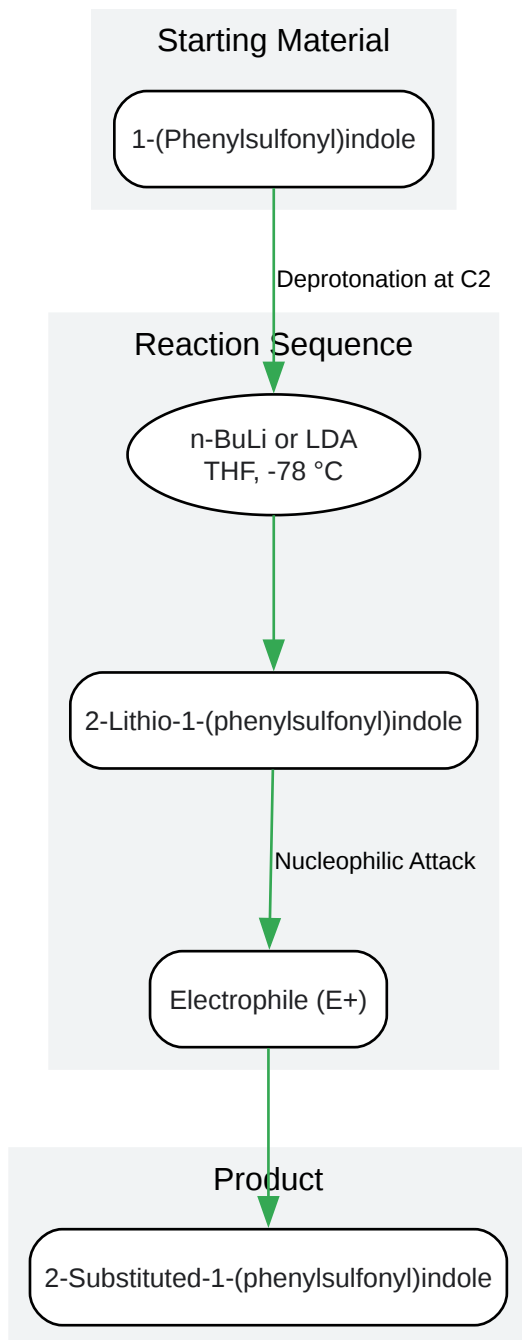 Starting Material
1-(Phenylsulfonyl)indole
Deprotonation at C2
Reaction Sequence
n-BuLi or LDA
THF, -78 °C
2-Lithio-1-(phenylsulfonyl)indole
Nucleophilic Attack
Electrophile (E+)
Product
2-Substituted-1-(phenylsulfonyl)indole